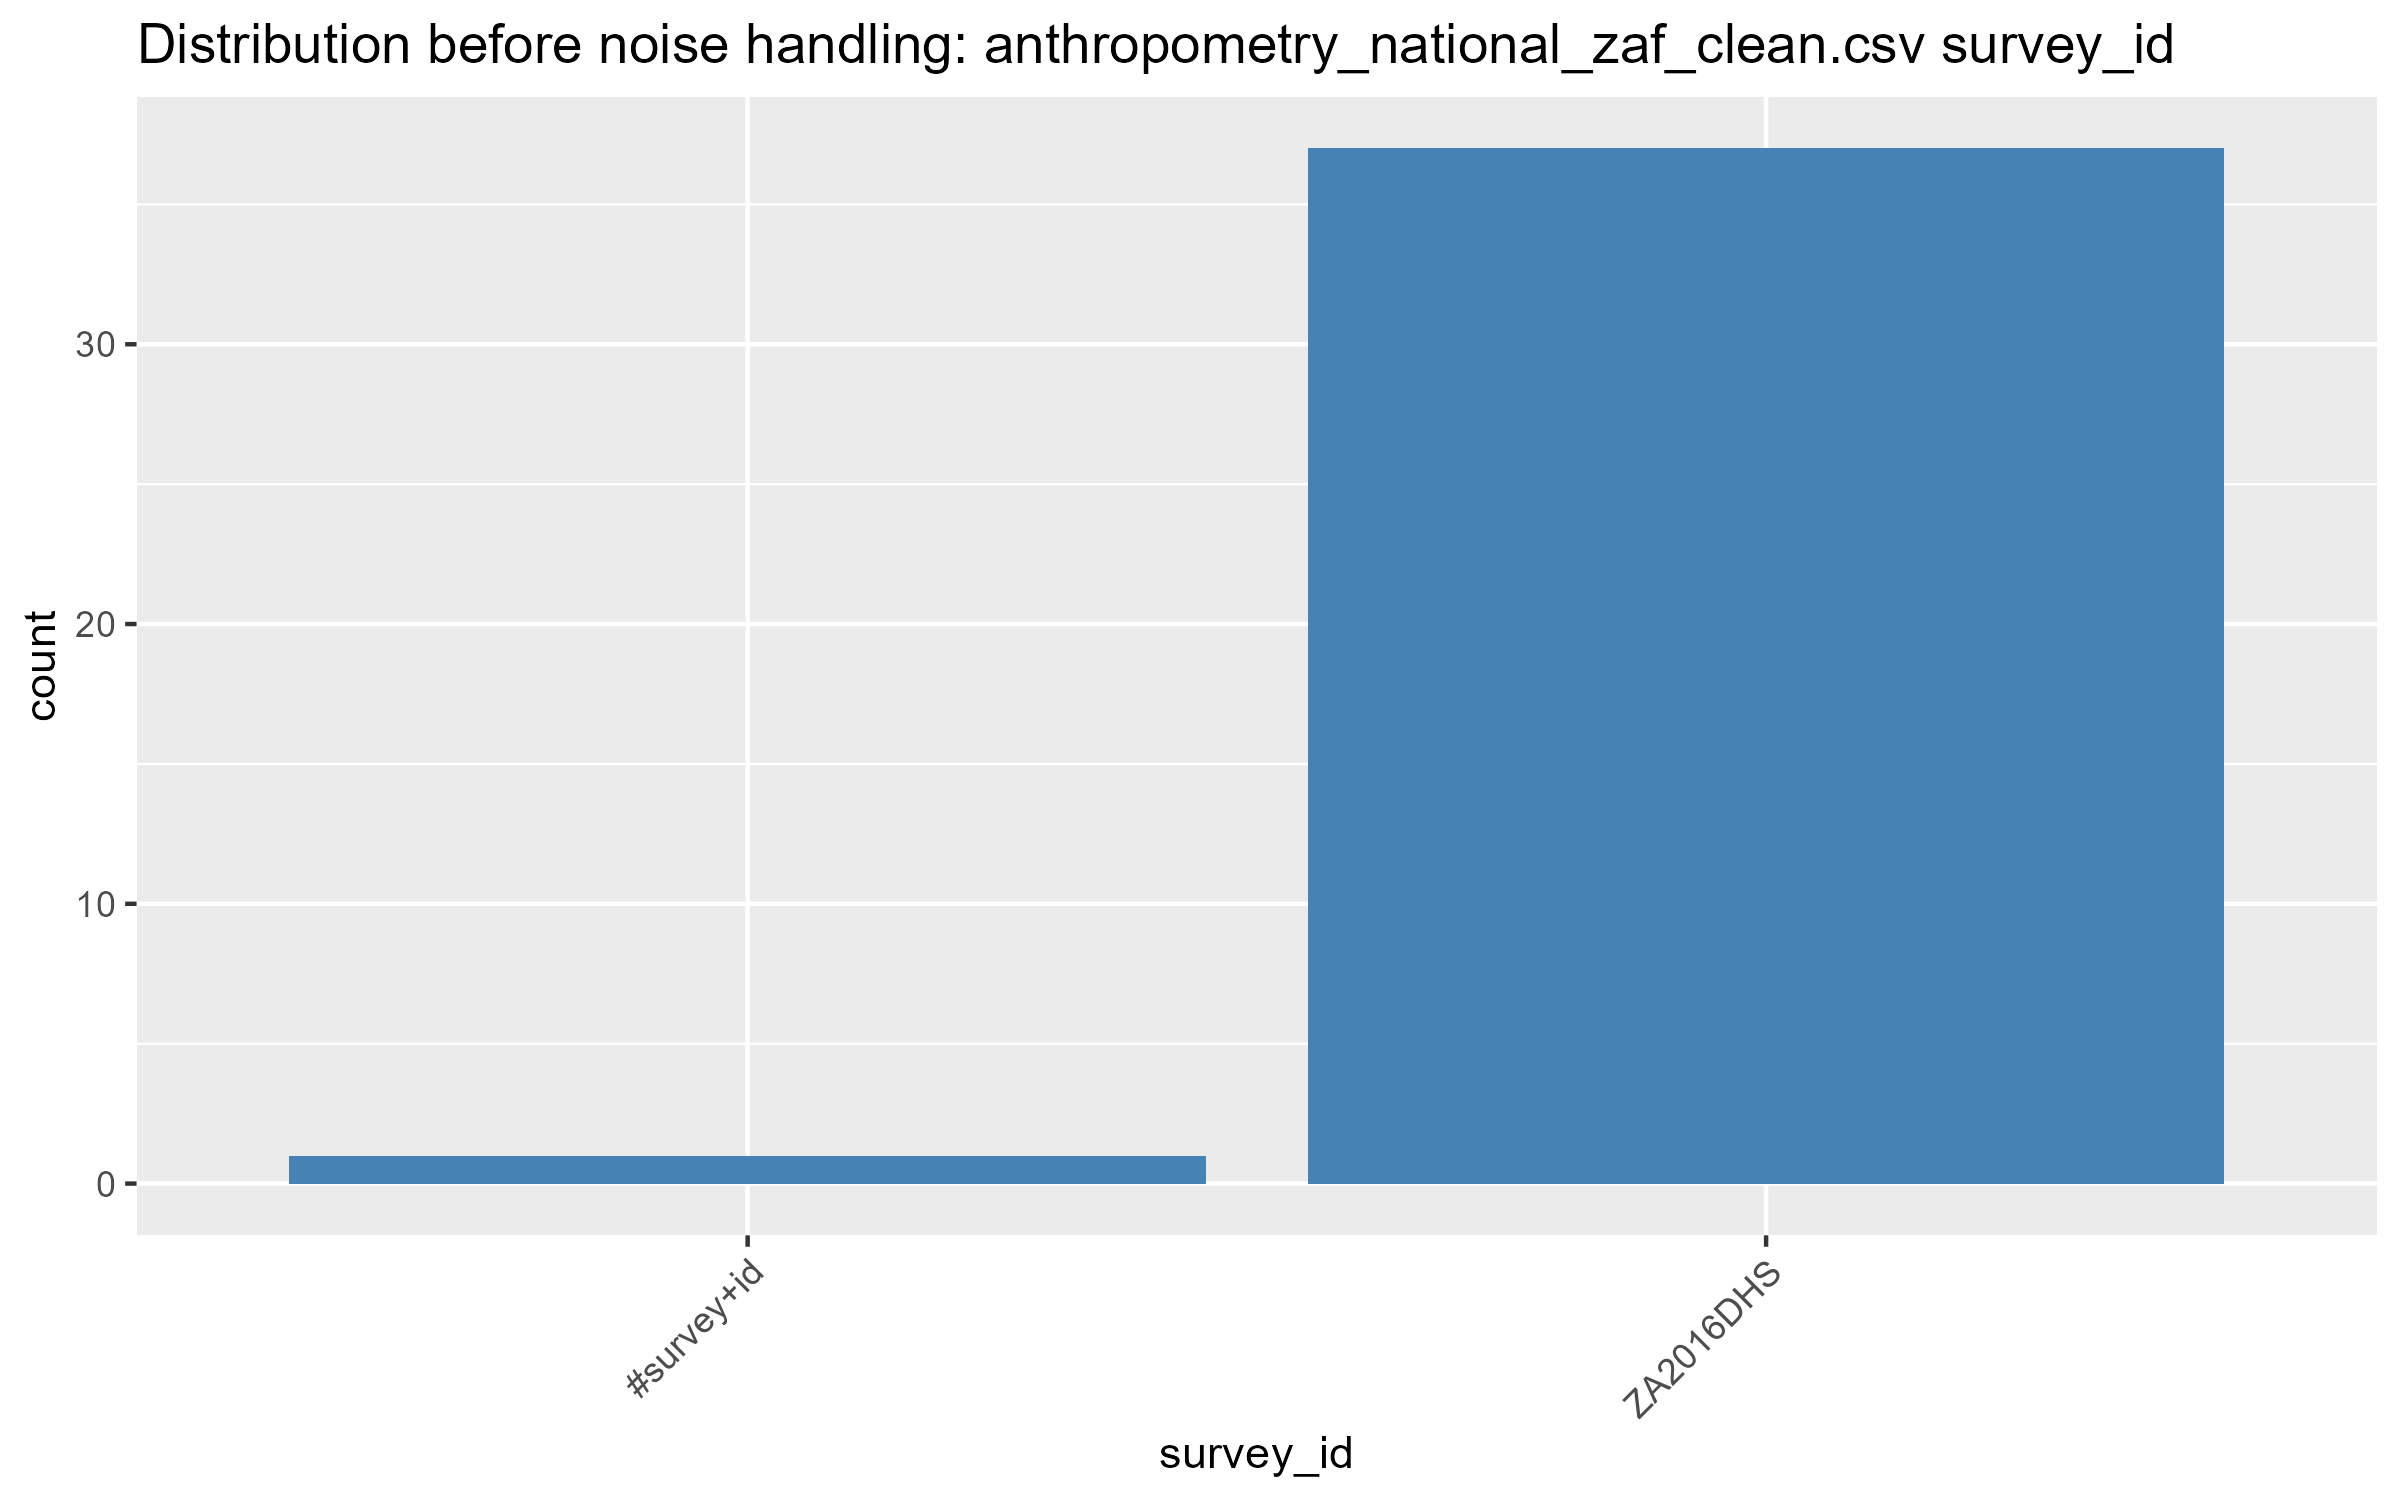 Distribution before noise handling: anthropometry_national_zaf_clean.csv survey_id
count
30
20
10
0
#survey+id
ZA2016DHS
survey_id